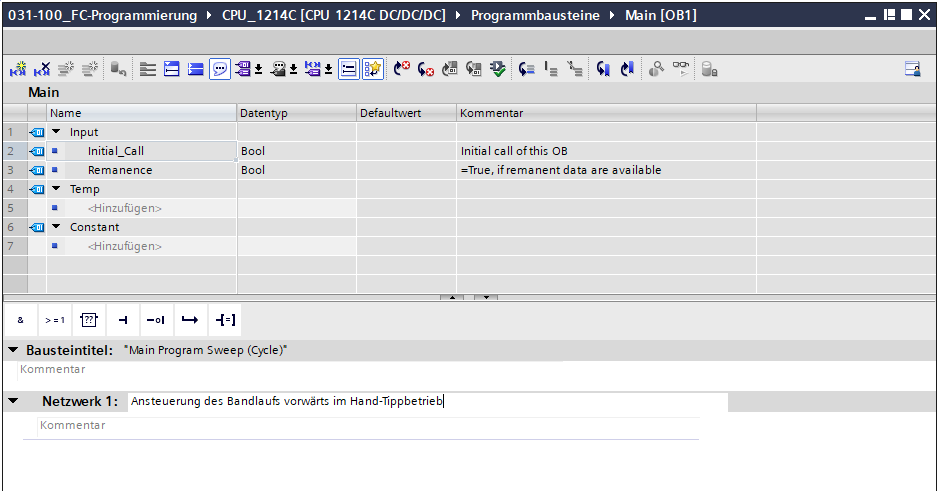 031-100_FC-Programmierung ▸ CPU_1214C [CPU 1214C DC/DC/DC] ▸ Programmbausteine ▸ Main [OB1]
Main
Name Datentyp Defaultwert Kommentar
1 Input
2 Initial_Call Bool Initial call of this OB
3 Remanence Bool =True, if remanent data are available
4 Temp
5 <Hinzufügen>
6 Constant
7 <Hinzufügen>
& >=1 ?? -| -o| [=]
Bausteintitel: "Main Program Sweep (Cycle)"
Kommentar
Netzwerk 1: Ansteuerung des Bandlaufs vorwärts im Hand-Tippbetrieb
Kommentar